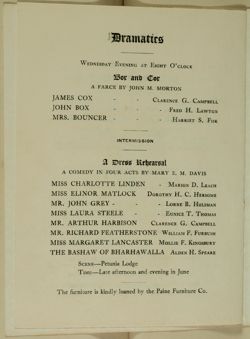 Dramatics
Wednesday Evening at Eight O'clock
Box and Cox
A FARCE BY JOHN M. MORTON
JAMES COX - - Clarence G. Campbell
JOHN BOX - - Fred H. Lawton
MRS. BOUNCER - - Harriet S. Fisk
INTERMISSION
A Dress Rehearsal
A COMEDY IN FOUR ACTS BY MARY E. M. DAVIS
MISS CHARLOTTE LINDEN - Marion D. Leach
MISS ELINOR MATLOCK Dorothy H. C. Herbison
MR. JOHN GREY - - Lorne B. Hulsman
MISS LAURA STEELE - Eunice T. Thomas
MR. ARTHUR HARBISON Clarence G. Campbell
MR. RICHARD FEATHERSTONE William F. Furbush
MISS MARGARET LANCASTER Mollie F. Kingsbury
THE BASHAW OF BHARHAWALLA Alden H. Speare
Scene—Petunia Lodge
Time—Late afternoon and evening in June
The furniture is kindly loaned by the Paine Furniture Co.